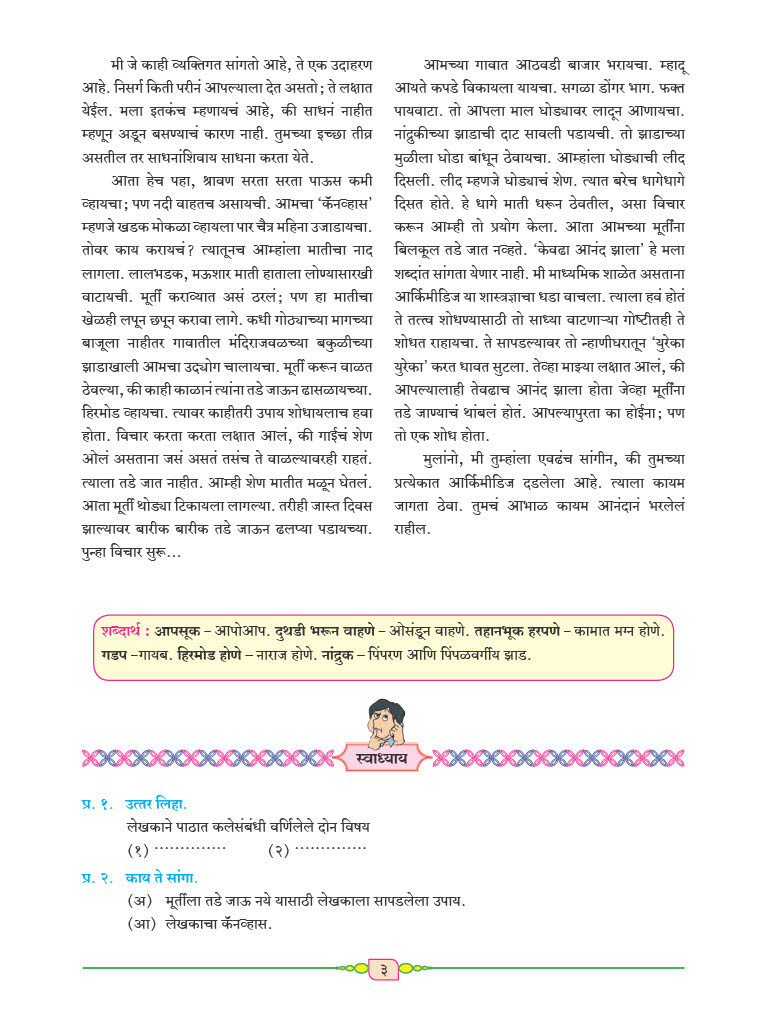 मी जे काही व्यक्तिगत सांगतो आहे, ते एक उदाहरण
आहे. निसर्ग किती परीनं आपल्याला देत असतो; ते लक्षात
येईल. मला इतकंच म्हणायचं आहे, की साधनं नाहीत
म्हणून अडून बसण्याचं कारण नाही. तुमच्या इच्छा तीव्र
असतील तर साधनांशिवाय साधना करता येते.
आता हेच पहा, श्रावण सरता सरता पाऊस कमी
व्हायचा; पण नदी वाहतच असायची. आमचा ‘कॅनव्हास’
म्हणजे खडक मोकळा व्हायला पार चैत्र महिना उजाडायचा.
तोवर काय करायचं? त्यातूनच आम्हांला मातीचा नाद
लागला. लालभडक, मऊशार माती हाताला लोण्यासारखी
वाटायची. मूर्ती कराव्यात असं ठरलं; पण हा मातीचा
खेळही लपून छपून करावा लागे. कधी गोठ्याच्या मागच्या
बाजूला नाहीतर गावातील मंदिराजवळच्या बकुळीच्या
झाडाखाली आमचा उद्योग चालायचा. मूर्ती करून वाळत
ठेवल्या, की काही काळानं त्यांना तडे जाऊन ढासळायच्या.
हिरमोड व्हायचा. त्यावर काहीतरी उपाय शोधायलाच हवा
होता. विचार करता करता लक्षात आलं, की गाईचं शेण
ओलं असताना जसं असतं तसंच ते वाळल्यावरही राहतं.
त्याला तडे जात नाहीत. आम्ही शेण मातीत मळून घेतलं.
आता मूर्ती थोड्या टिकायला लागल्या. तरीही जास्त दिवस
झाल्यावर बारीक बारीक तडे जाऊन ढलप्या पडायच्या.
पुन्हा विचार सुरू...
आमच्या गावात आठवडी बाजार भरायचा. म्हादू
आयते कपडे विकायला यायचा. सगळा डोंगर भाग. फक्त
पायवाटा. तो आपला माल घोड्यावर लादून आणायचा.
नांद्रुकीच्या झाडाची दाट सावली पडायची. तो झाडाच्या
मुळीला घोडा बांधून ठेवायचा. आम्हांला घोड्याची लीद
दिसली. लीद म्हणजे घोड्याचं शेण. त्यात बरेच धागेधागे
दिसत होते. हे धागे माती धरून ठेवतील, असा विचार
करून आम्ही तो प्रयोग केला. आता आमच्या मूर्तींना
बिलकूल तडे जात नव्हते. ‘केवढा आनंद झाला’ हे मला
शब्दांत सांगता येणार नाही. मी माध्यमिक शाळेत असताना
आर्किमीडिज या शास्त्रज्ञाचा धडा वाचला. त्याला हवं होतं
ते तत्त्व शोधण्यासाठी तो साध्या वाटणाऱ्या गोष्टीतही ते
शोधत राहायचा. ते सापडल्यावर तो न्हाणीघरातून ‘युरेका
युरेका’ करत धावत सुटला. तेव्हा माझ्या लक्षात आलं, की
आपल्यालाही तेवढाच आनंद झाला होता जेव्हा मूर्तींना
तडे जाण्याचं थांबलं होतं. आपल्यापुरता का होईना; पण
तो एक शोध होता.
मुलांनो, मी तुम्हांला एवढंच सांगीन, की तुमच्या
प्रत्येकात आर्किमीडिज दडलेला आहे. त्याला कायम
जागता ठेवा. तुमचं आभाळ कायम आनंदानं भरलेलं
राहील.
शब्दार्थ : आपसूक – आपोआप. दुथडी भरून वाहणे – ओसंडून वाहणे. तहानभूक हरपणे – कामात मग्न होणे.
गडप –गायब. हिरमोड होणे – नाराज होणे. नांद्रुक – पिंपरण आणि पिंपळवर्गीय झाड.
स्वाध्याय
प्र. १. उत्तर लिहा.
लेखकाने पाठात कलेसंबंधी वर्णिलेले दोन विषय
(१) .............. (२) ..............
प्र. २. काय ते सांगा.
(अ) मूर्तीला तडे जाऊ नये यासाठी लेखकाला सापडलेला उपाय.
(आ) लेखकाचा कॅनव्हास.
३